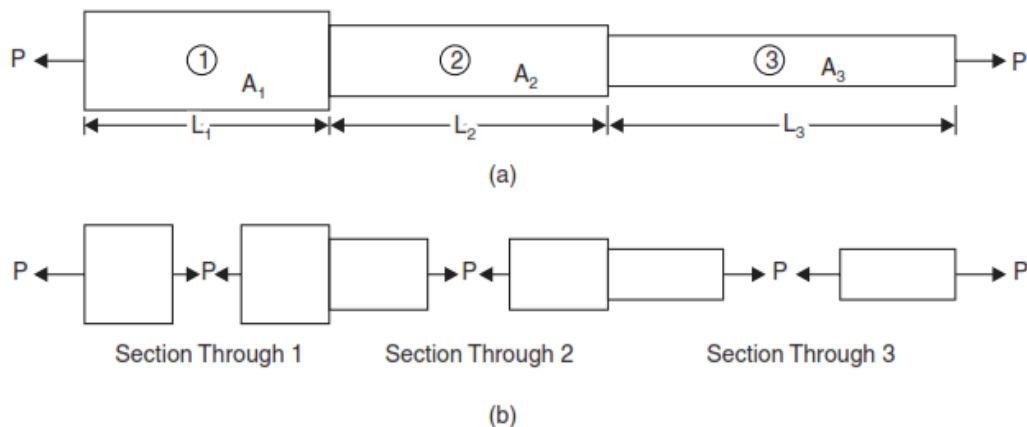 P ① A₁ ② A₂ ③ A₃ P
L₁ L₂ L₃
(a)
P P P P P
Section Through 1 Section Through 2 Section Through 3
(b)